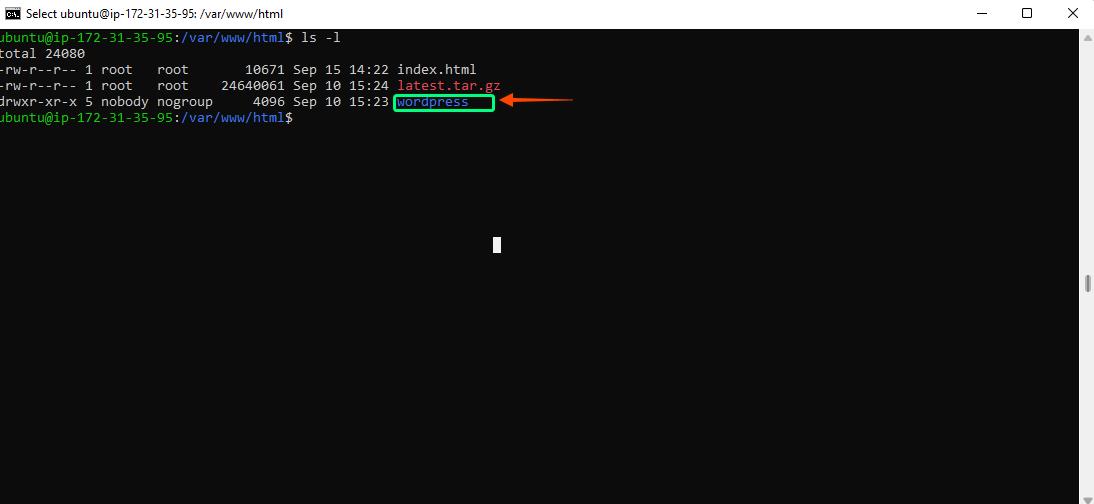 Select ubuntu@ip-172-31-35-95: /var/www/html
ubuntu@ip-172-31-35-95:/var/www/html$ ls -l
total 24080
-rw-r--r-- 1 root   root       10671 Sep 15 14:22 index.html
-rw-r--r-- 1 root   root    24640061 Sep 10 15:24 latest.tar.gz
drwxr-xr-x 5 nobody nogroup     4096 Sep 10 15:23 wordpress
ubuntu@ip-172-31-35-95:/var/www/html$